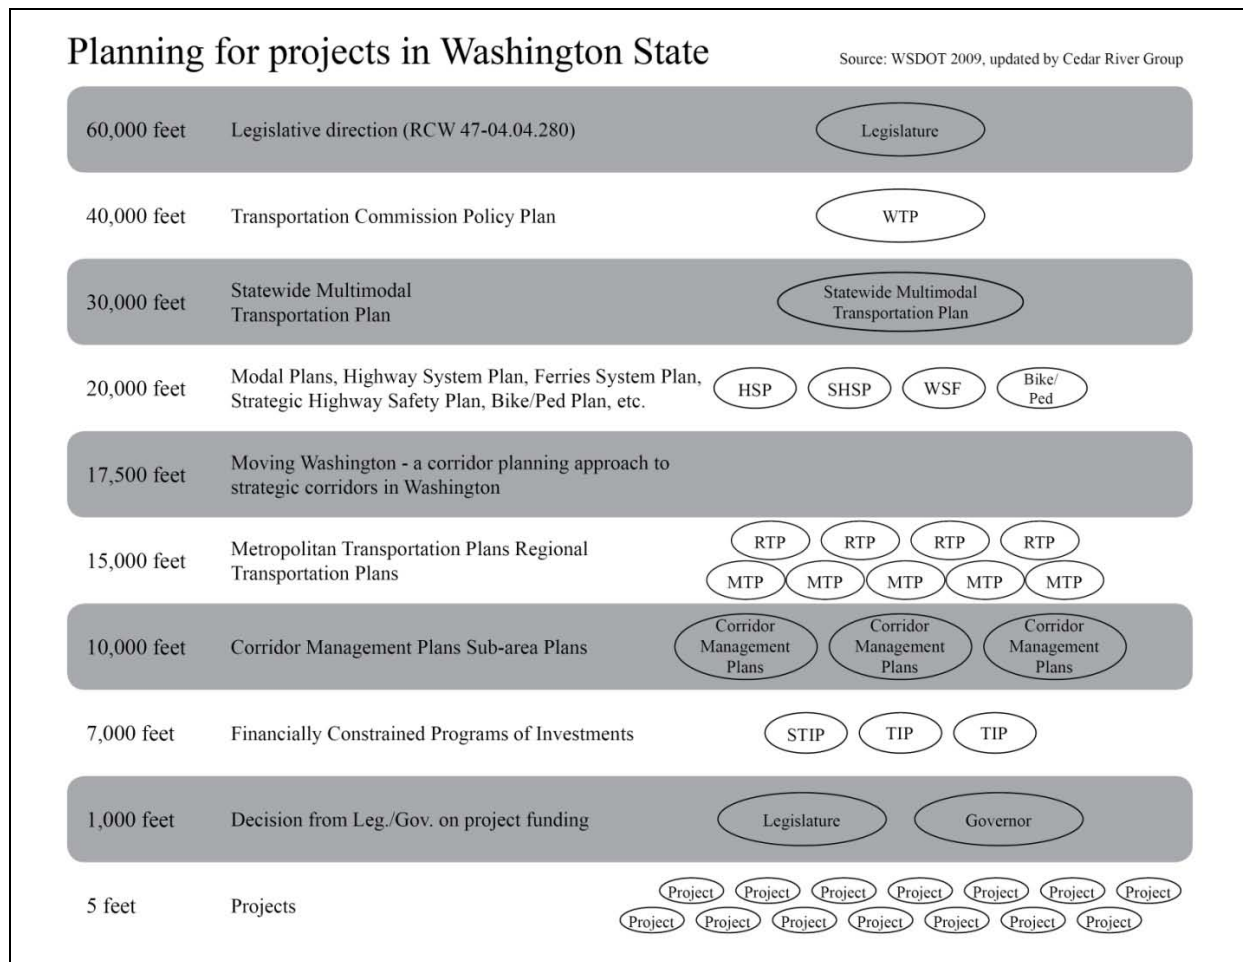 Planning for projects in Washington State
Source: WSDOT 2009, updated by Cedar River Group
60,000 feet Legislative direction (RCW 47-04.04.280) Legislature
40,000 feet Transportation Commission Policy Plan WTP
30,000 feet
Statewide Multimodal
Transportation Plan
Statewide Multimodal
Transportation Plan
20,000 feet
Modal Plans, Highway System Plan, Ferries System Plan,
Strategic Highway Safety Plan, Bike/Ped Plan, etc.
HSP SHSP WSF
Bike/
Ped
17,500 feet
Moving Washington - a corridor planning approach to
strategic corridors in Washington
15,000 feet
Metropolitan Transportation Plans Regional
Transportation Plans
RTP RTP RTP RTP
MTP MTP MTP MTP MTP
10,000 feet Corridor Management Plans Sub-area Plans
Corridor
Management
Plans
Corridor
Management
Plans
Corridor
Management
Plans
7,000 feet Financially Constrained Programs of Investments STIP TIP TIP
1,000 feet Decision from Leg./Gov. on project funding Legislature Governor
5 feet Projects
Project Project Project Project Project Project Project
Project Project Project Project Project Project Project